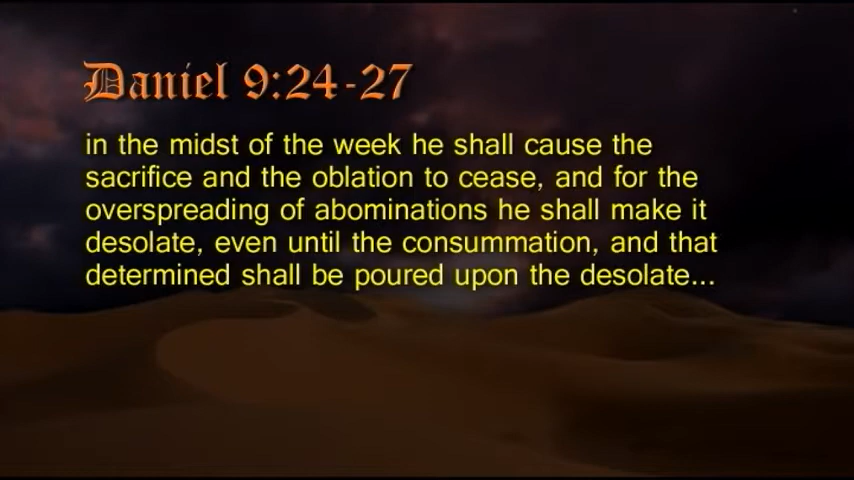 Daniel 9:24-27
in the midst of the week he shall cause the
sacrifice and the oblation to cease, and for the
overspreading of abominations he shall make it
desolate, even until the consummation, and that
determined shall be poured upon the desolate...